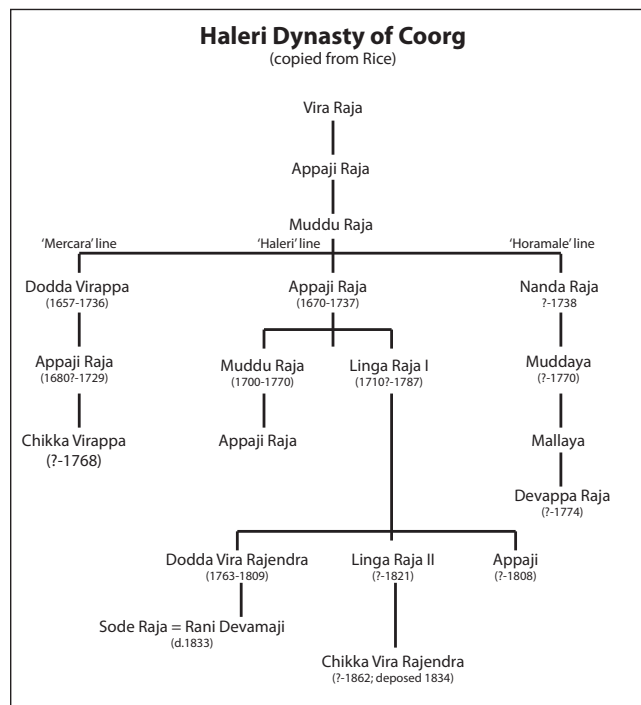 Haleri Dynasty of Coorg
(copied from Rice)
Vira Raja
Appaji Raja
Muddu Raja
'Mercara' line
'Haleri' line
'Horamale' line
Dodda Virappa
(1657-1736)
Appaji Raja
(1670-1737)
Nanda Raja
?-1738
Appaji Raja
(1680?-1729)
Muddu Raja
(1700-1770)
Linga Raja I
(1710?-1787)
Muddaya
(?-1770)
Chikka Virappa
(?-1768)
Appaji Raja
Mallaya
Devappa Raja
(?-1774)
Dodda Vira Rajendra
(1763-1809)
Linga Raja II
(?-1821)
Appaji
(?-1808)
Sode Raja = Rani Devamaji
(d.1833)
Chikka Vira Rajendra
(?-1862; deposed 1834)